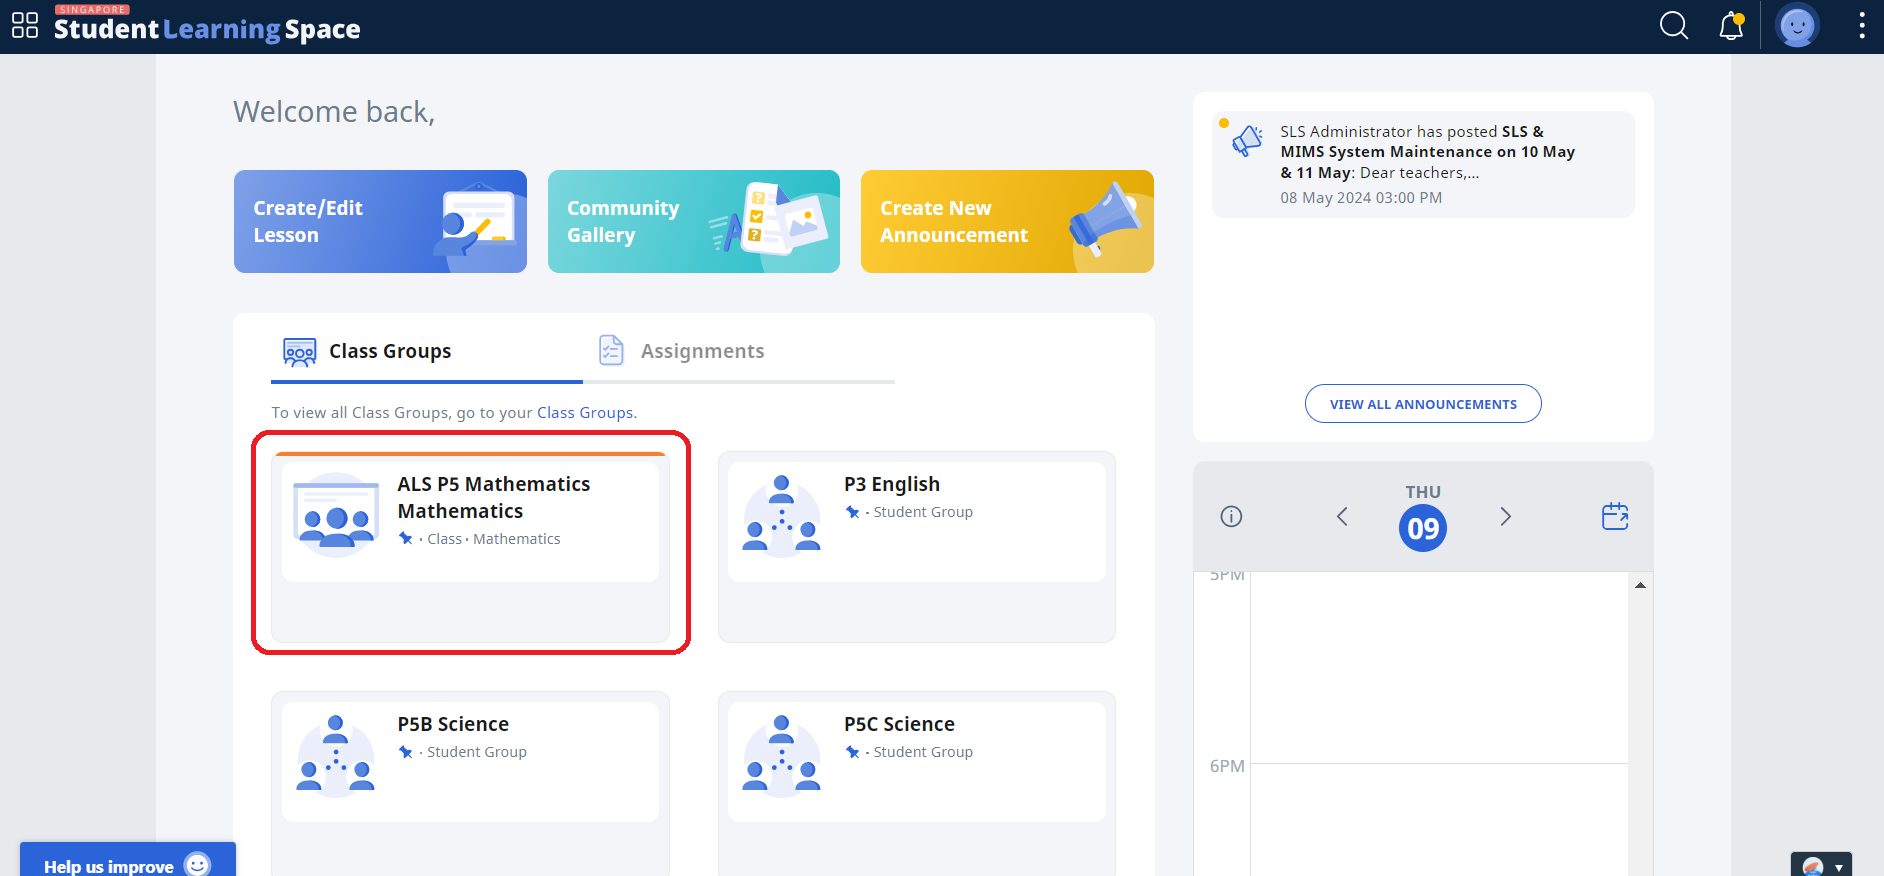 SINGAPORE
Student Learning Space
Welcome back,
Create/Edit
Lesson
Community
Gallery
Create New
Announcement
SLS Administrator has posted SLS &
MIMS System Maintenance on 10 May
& 11 May: Dear teachers,...
08 May 2024 03:00 PM
VIEW ALL ANNOUNCEMENTS
Class Groups
Assignments
To view all Class Groups, go to your Class Groups.
ALS P5 Mathematics
Mathematics
· Class · Mathematics
P3 English
· Student Group
P5B Science
· Student Group
P5C Science
· Student Group
THU
09
5PM
6PM
Help us improve